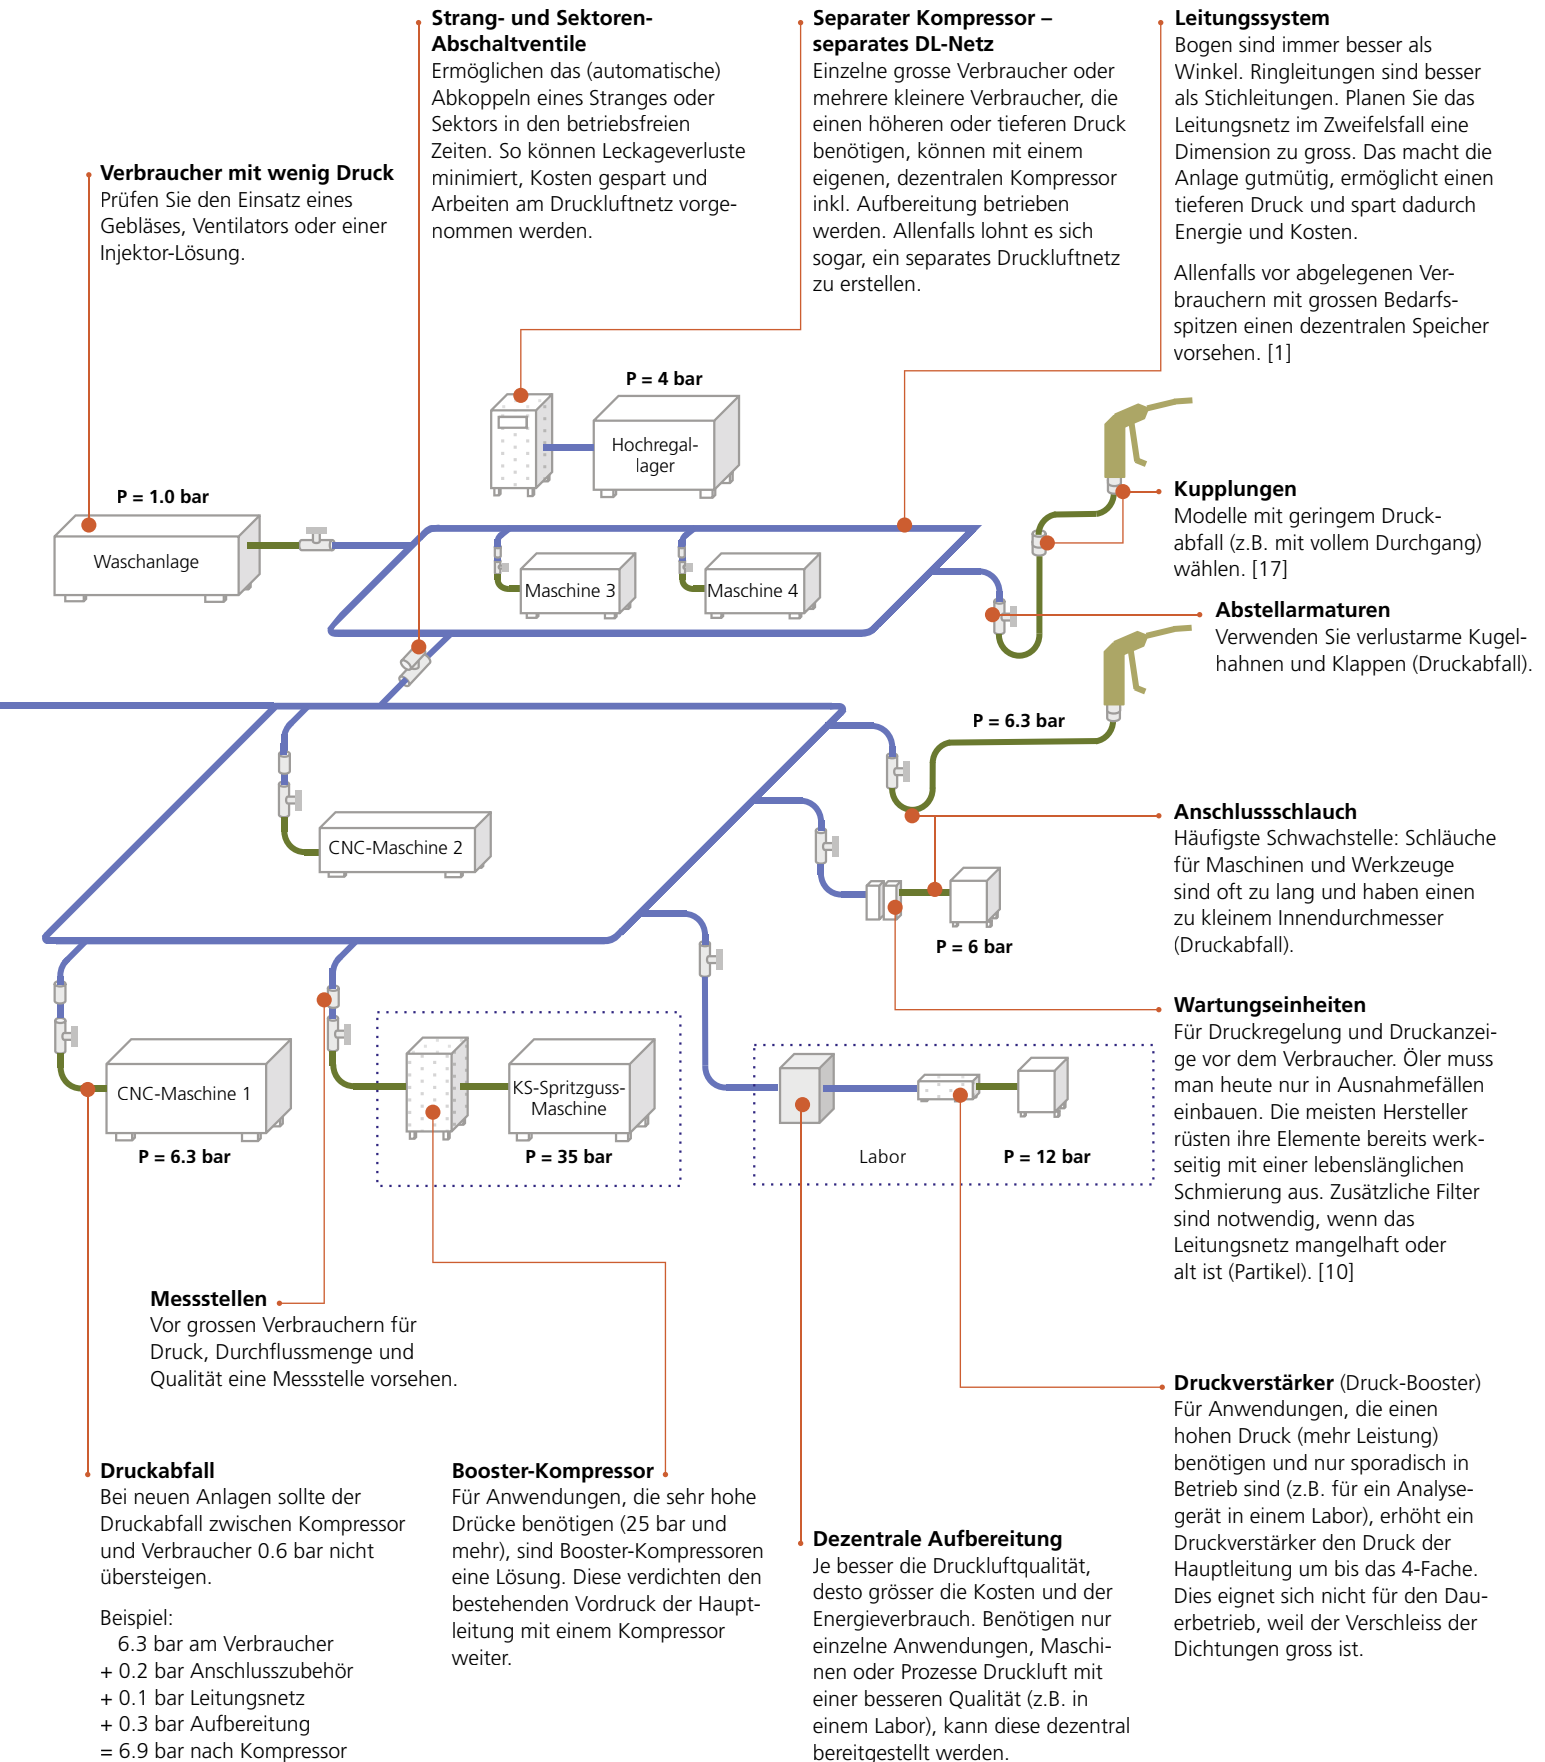 Strang- und Sektoren-
Abschaltventile
Ermöglichen das (automatische)
Abkoppeln eines Stranges oder
Sektors in den betriebsfreien
Zeiten. So können Leckageverluste
minimiert, Kosten gespart und
Arbeiten am Druckluftnetz vorge-
nommen werden.
Separater Kompressor –
separates DL-Netz
Einzelne grosse Verbraucher oder
mehrere kleinere Verbraucher, die
einen höheren oder tieferen Druck
benötigen, können mit einem
eigenen, dezentralen Kompressor
inkl. Aufbereitung betrieben
werden. Allenfalls lohnt es sich
sogar, ein separates Druckluftnetz
zu erstellen.
Leitungssystem
Bogen sind immer besser als
Winkel. Ringleitungen sind besser
als Stichleitungen. Planen Sie das
Leitungsnetz im Zweifelsfall eine
Dimension zu gross. Das macht die
Anlage gutmütig, ermöglicht einen
tieferen Druck und spart dadurch
Energie und Kosten.
Allenfalls vor abgelegenen Ver-
brauchern mit grossen Bedarfs-
spitzen einen dezentralen Speicher
vorsehen. [1]
Verbraucher mit wenig Druck
Prüfen Sie den Einsatz eines
Gebläses, Ventilators oder einer
Injektor-Lösung.
P = 4 bar
Hochregal-
lager
P = 1.0 bar
Waschanlage
Maschine 3
Maschine 4
Kupplungen
Modelle mit geringem Druck-
abfall (z.B. mit vollem Durchgang)
wählen. [17]
Abstellarmaturen
Verwenden Sie verlustarme Kugel-
hahnen und Klappen (Druckabfall).
P = 6.3 bar
CNC-Maschine 2
Anschlussschlauch
Häufigste Schwachstelle: Schläuche
für Maschinen und Werkzeuge
sind oft zu lang und haben einen
zu kleinem Innendurchmesser
(Druckabfall).
P = 6 bar
Wartungseinheiten
Für Druckregelung und Druckanzei-
ge vor dem Verbraucher. Öler muss
man heute nur in Ausnahmefällen
einbauen. Die meisten Hersteller
rüsten ihre Elemente bereits werk-
seitig mit einer lebenslänglichen
Schmierung aus. Zusätzliche Filter
sind notwendig, wenn das
Leitungsnetz mangelhaft oder
alt ist (Partikel). [10]
CNC-Maschine 1
P = 6.3 bar
KS-Spritzguss-
Maschine
P = 35 bar
Labor
P = 12 bar
Messstellen
Vor grossen Verbrauchern für
Druck, Durchflussmenge und
Qualität eine Messstelle vorsehen.
Druckverstärker (Druck-Booster)
Für Anwendungen, die einen
hohen Druck (mehr Leistung)
benötigen und nur sporadisch in
Betrieb sind (z.B. für ein Analyse-
gerät in einem Labor), erhöht ein
Druckverstärker den Druck der
Hauptleitung um bis das 4-Fache.
Dies eignet sich nicht für den Dau-
erbetrieb, weil der Verschleiss der
Dichtungen gross ist.
Druckabfall
Bei neuen Anlagen sollte der
Druckabfall zwischen Kompressor
und Verbraucher 0.6 bar nicht
übersteigen.
Beispiel:
6.3 bar am Verbraucher
+ 0.2 bar Anschlusszubehör
+ 0.1 bar Leitungsnetz
+ 0.3 bar Aufbereitung
= 6.9 bar nach Kompressor
Booster-Kompressor
Für Anwendungen, die sehr hohe
Drücke benötigen (25 bar und
mehr), sind Booster-Kompressoren
eine Lösung. Diese verdichten den
bestehenden Vordruck der Haupt-
leitung mit einem Kompressor
weiter.
Dezentrale Aufbereitung
Je besser die Druckluftqualität,
desto grösser die Kosten und der
Energieverbrauch. Benötigen nur
einzelne Anwendungen, Maschi-
nen oder Prozesse Druckluft mit
einer besseren Qualität (z.B. in
einem Labor), kann diese dezentral
bereitgestellt werden.